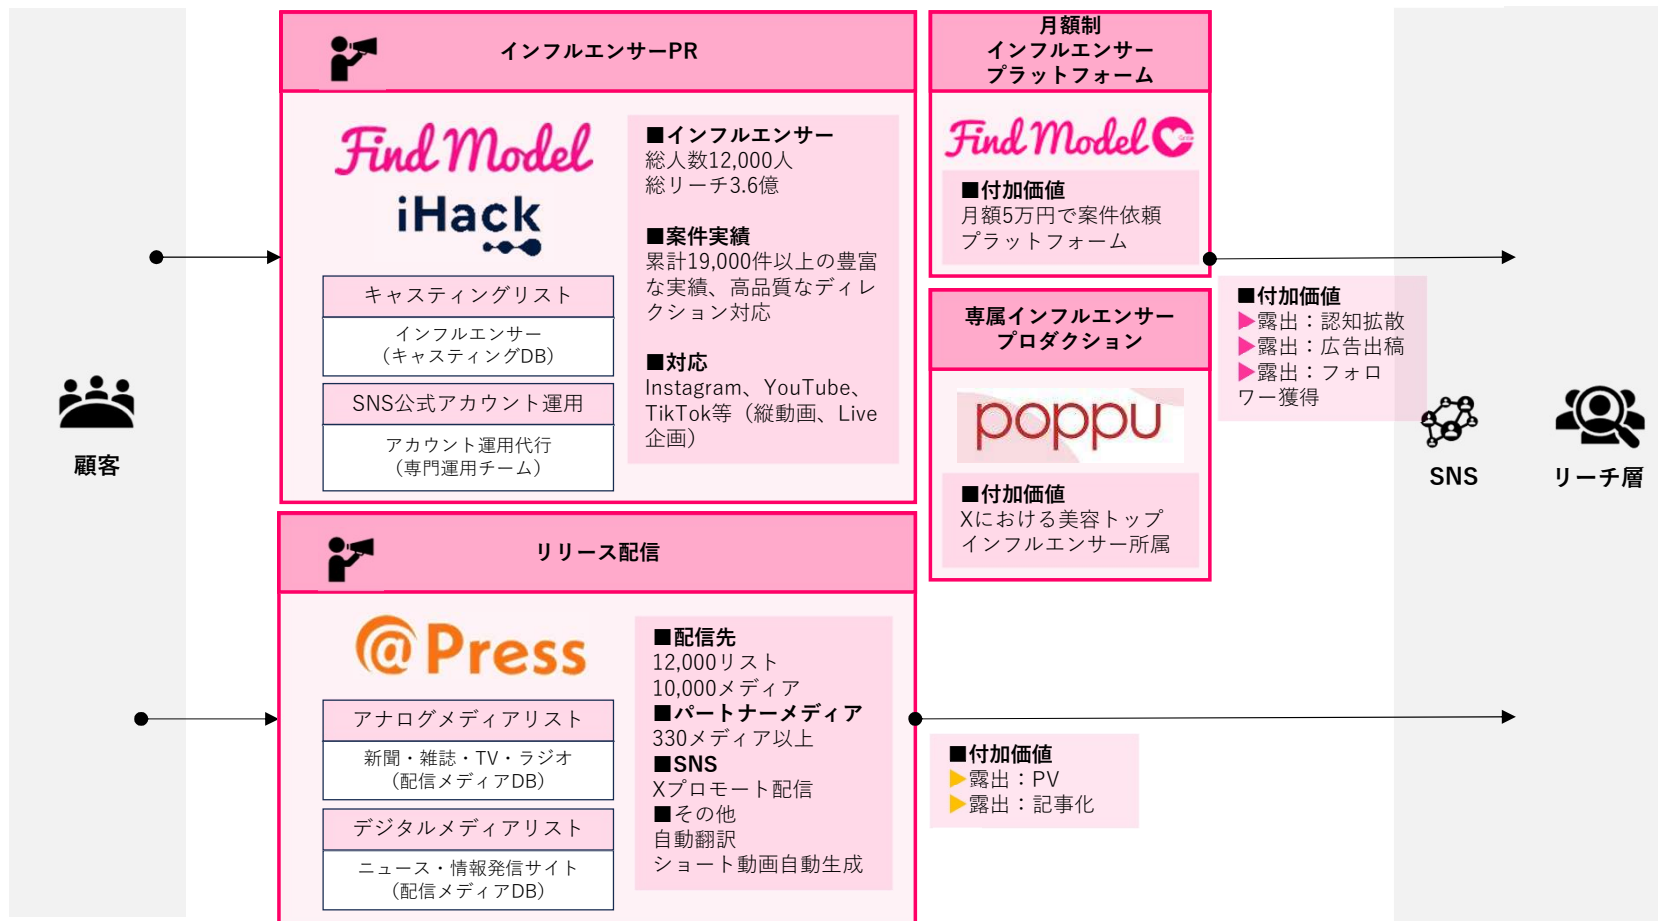 顧客
インフルエンサーPR
Find Model
iHack
キャスティングリスト
インフルエンサー
（キャスティングDB）
SNS公式アカウント運用
アカウント運用代行
（専門運用チーム）
■インフルエンサー
総人数12,000人
総リーチ3.6億
■案件実績
累計19,000件以上の豊富
な実績、高品質なディレ
クション対応
■対応
Instagram、YouTube、
TikTok等（縦動画、Live
企画）
月額制
インフルエンサー
プラットフォーム
Find Model
■付加価値
月額5万円で案件依頼
プラットフォーム
専属インフルエンサー
プロダクション
poppu
■付加価値
Xにおける美容トップ
インフルエンサー所属
■付加価値
▶露出：認知拡散
▶露出：広告出稿
▶露出：フォロ
ワー獲得
SNS
リーチ層
リリース配信
@Press
アナログメディアリスト
新聞・雑誌・TV・ラジオ
（配信メディアDB）
デジタルメディアリスト
ニュース・情報発信サイト
（配信メディアDB）
■配信先
12,000リスト
10,000メディア
■パートナーメディア
330メディア以上
■SNS
Xプロモート配信
■その他
自動翻訳
ショート動画自動生成
■付加価値
▶露出：PV
▶露出：記事化